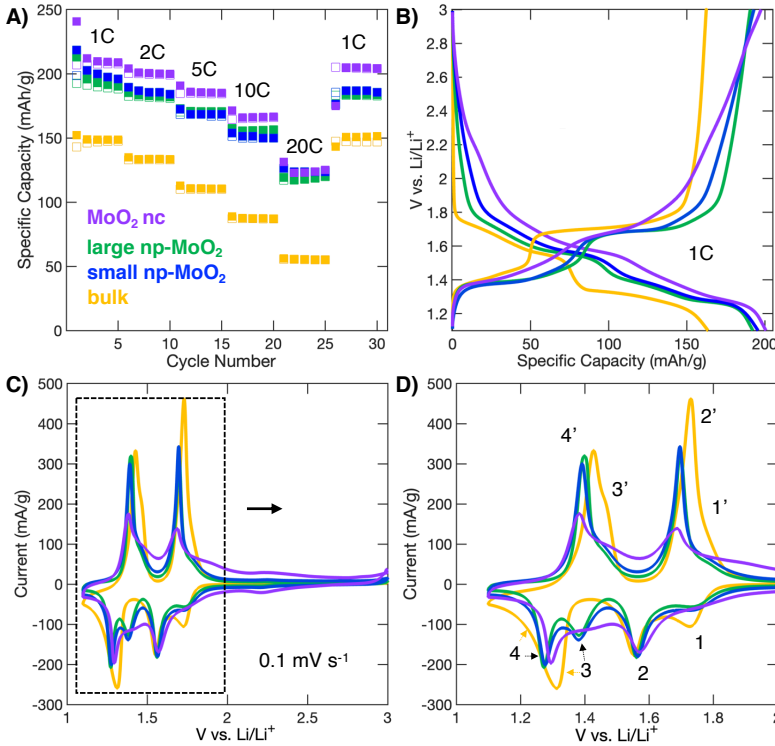 A)
250
200
150
100
50
0
Specific Capacity (mAh/g)
1C
2C
5C
10C
20C
1C
MoO₂ nc
large np-MoO₂
small np-MoO₂
bulk
5
10
15
20
25
30
Cycle Number
B)
3.0
2.8
2.6
2.4
2.2
2.0
1.8
1.6
1.4
1.2
V vs. Li/Li⁺
1C
0
50
100
150
200
Specific Capacity (mAh/g)
C)
500
400
300
200
100
0
-100
-200
-300
Current (mA/g)
0.1 mV s⁻¹
1
1.5
2
2.5
3
V vs. Li/Li⁺
D)
500
400
300
200
100
0
-100
-200
-300
Current (mA/g)
4’
3’
2’
1’
4
3
2
1
1
1.2
1.4
1.6
1.8
2
V vs. Li/Li⁺